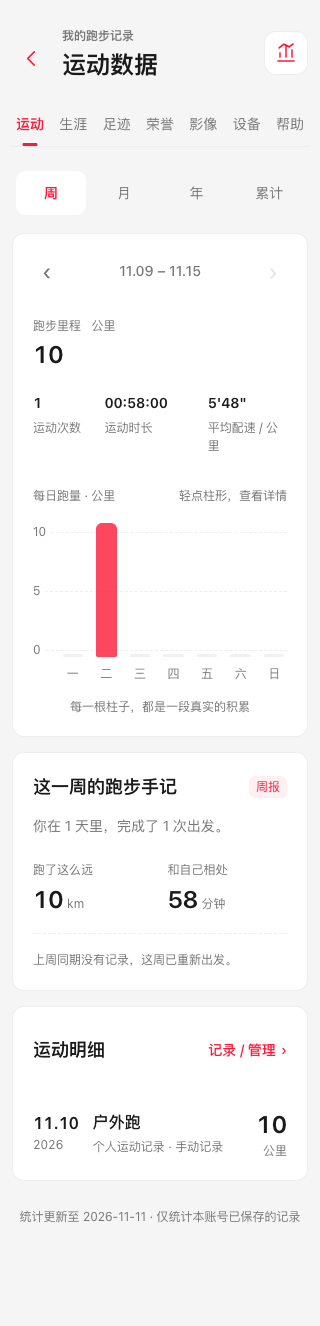 我的跑步记录
运动数据
运动 生涯 足迹 荣誉 影像 设备 帮助
周 月 年 累计
‹ 11.09 – 11.15 ›
跑步里程 公里
10
1 00:58:00 5'48"
运动次数 运动时长 平均配速 / 公里
每日跑量 · 公里 轻点柱形，查看详情
10
5
0
一 二 三 四 五 六 日
每一根柱子，都是一段真实的积累
这一周的跑步手记 周报
你在 1 天里，完成了 1 次出发。
跑了这么远 和自己相处
10 km 58 分钟
上周同期没有记录，这周已重新出发。
运动明细 记录 / 管理 ›
11.10 户外跑 10
2026 个人运动记录 · 手动记录 公里
统计更新至 2026-11-11 · 仅统计本账号已保存的记录